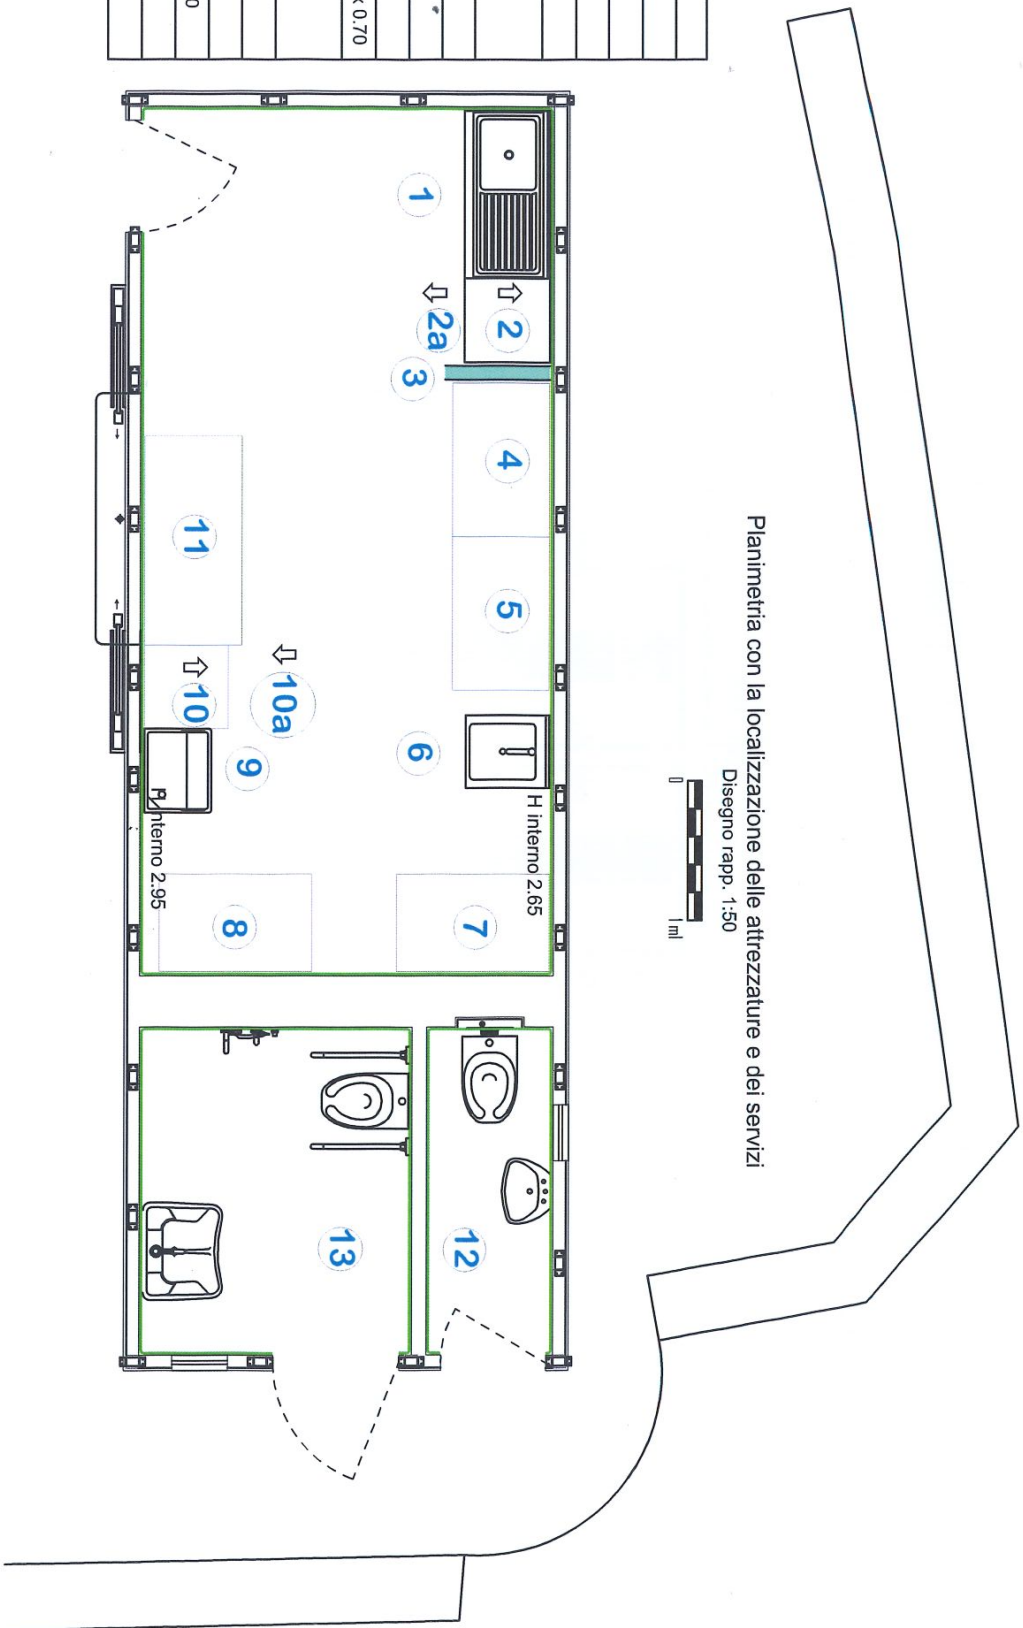 Planimetria con la localizzazione delle attrezzature e dei servizi
Disegno rapp. 1:50
0
1ml
x 0.70
0
1
2
2a
3
4
5
6
H interno 2.65
7
8
9
interno 2.95
10
10a
11
12
13